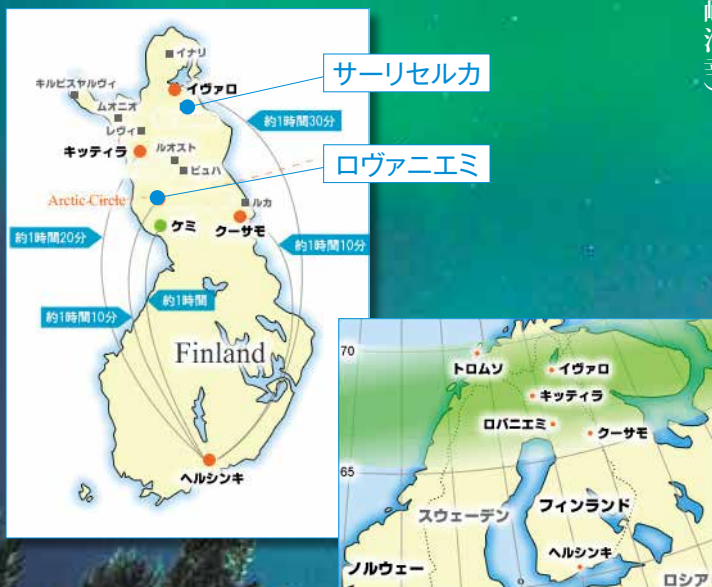 イナリ
キルピスヤルヴィ
イヴァロ
サーリセルカ
ムオニオ
約1時間30分
レヴィ
キッティラ
ルオスト
ピュハ
ロヴァニエミ
Arctic Circle
ルカ
ケミ
クーサモ
約1時間20分
約1時間10分
約1時間
約1時間10分
Finland
ヘルシンキ
70
トロムソ
イヴァロ
キッティラ
ロバニエミ
クーサモ
65
スウェーデン
フィンランド
ノルウェー
ヘルシンキ
ロシア